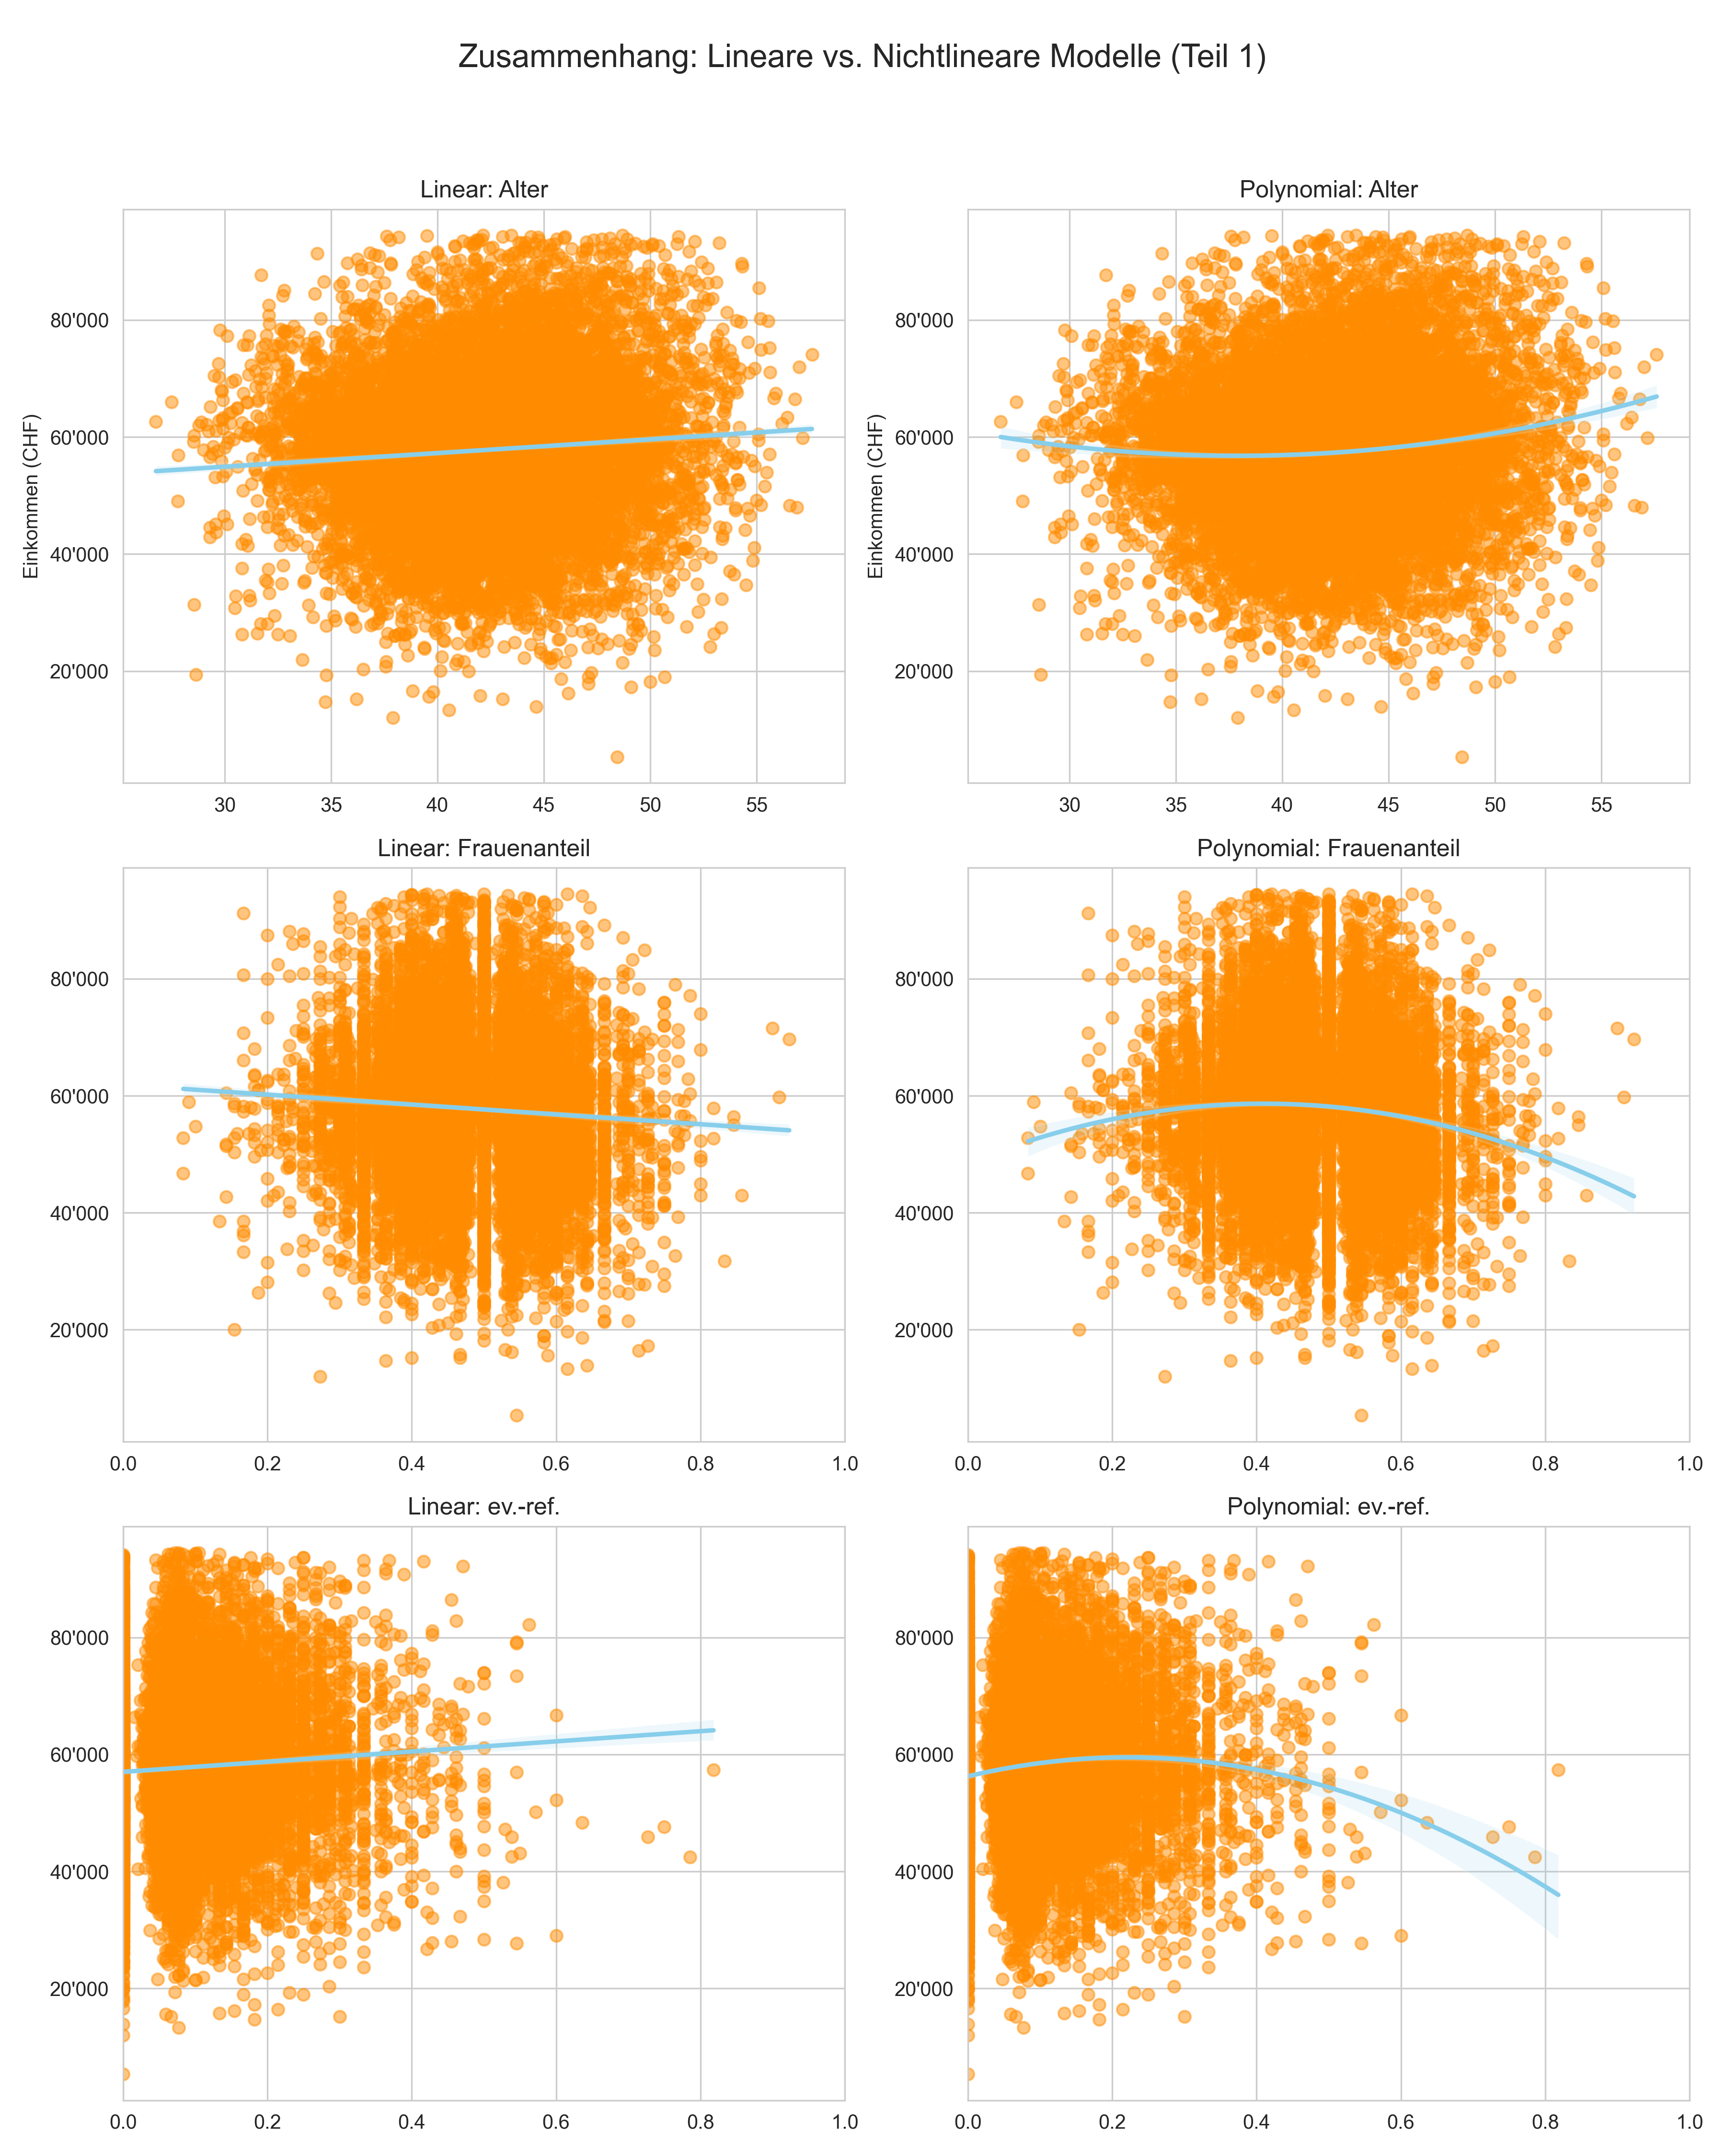 Zusammenhang: Lineare vs. Nichtlineare Modelle (Teil 1)
Linear: Alter
Einkommen (CHF)
80'000
60'000
40'000
20'000
30 35 40 45 50 55
Polynomial: Alter
Einkommen (CHF)
80'000
60'000
40'000
20'000
30 35 40 45 50 55
Linear: Frauenanteil
80'000
60'000
40'000
20'000
0.0 0.2 0.4 0.6 0.8 1.0
Polynomial: Frauenanteil
80'000
60'000
40'000
20'000
0.0 0.2 0.4 0.6 0.8 1.0
Linear: ev.-ref.
80'000
60'000
40'000
20'000
0.0 0.2 0.4 0.6 0.8 1.0
Polynomial: ev.-ref.
80'000
60'000
40'000
20'000
0.0 0.2 0.4 0.6 0.8 1.0